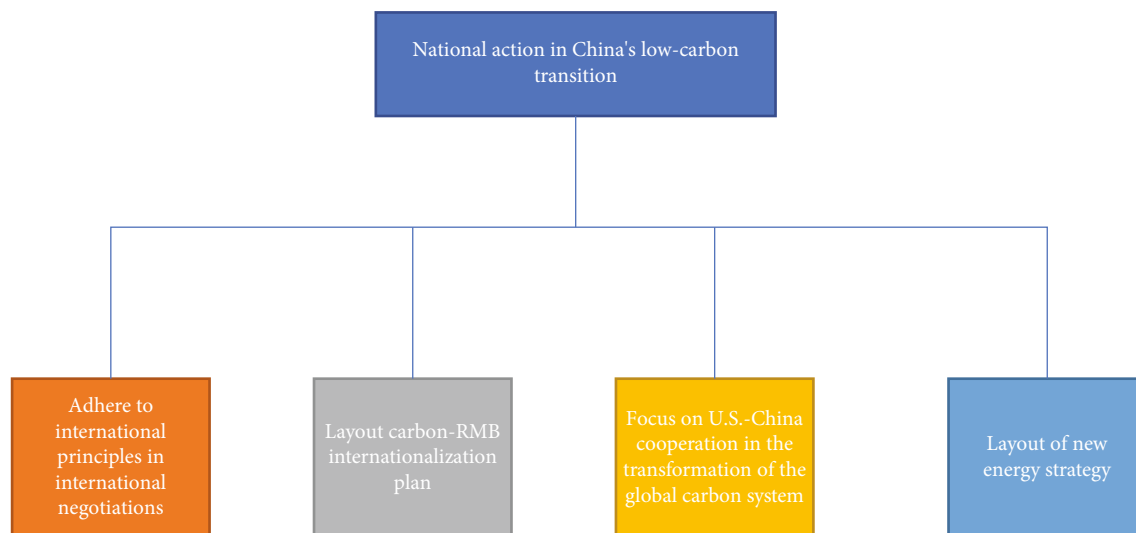 National action in China's low-carbon
transition
Adhere to
international
principles in
international
negotiations
Layout carbon-RMB
internationalization
plan
Focus on U.S.-China
cooperation in the
transformation of the
global carbon system
Layout of new
energy strategy